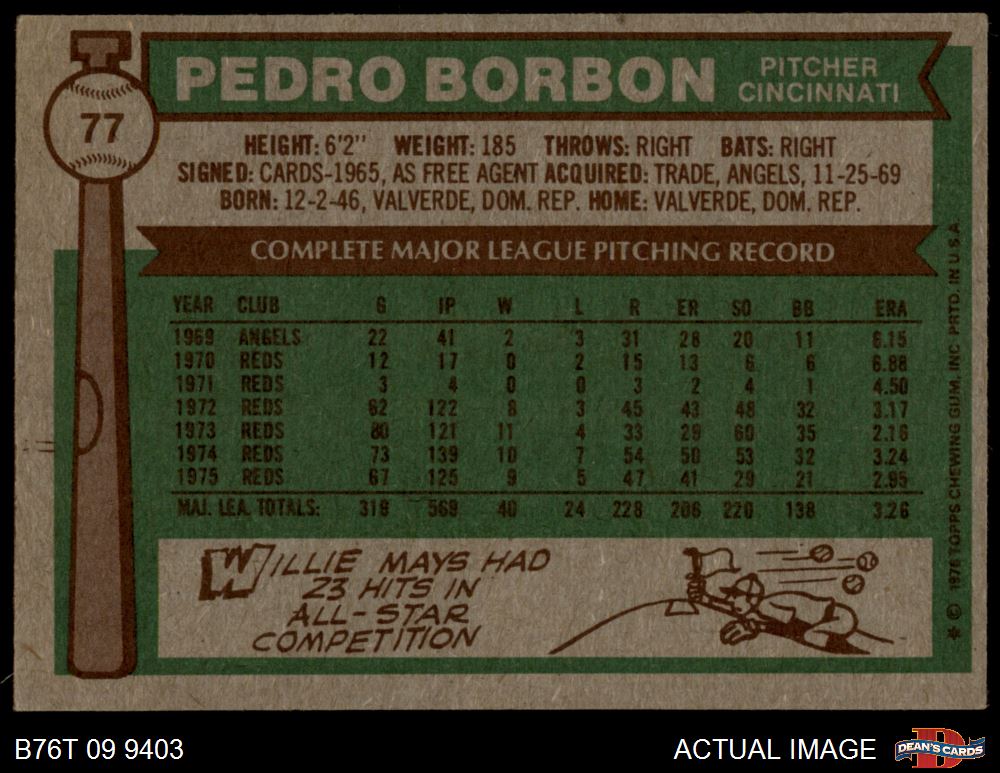 77
PEDRO BORBON
PITCHER
CINCINNATI
HEIGHT: 6'2" WEIGHT: 185 THROWS: RIGHT BATS: RIGHT
SIGNED: CARDS-1965, AS FREE AGENT ACQUIRED: TRADE, ANGELS, 11-25-69
BORN: 12-2-46, VALVERDE, DOM. REP. HOME: VALVERDE, DOM. REP.
COMPLETE MAJOR LEAGUE PITCHING RECORD
YEAR CLUB G IP W L R ER SO BB ERA
1969 ANGELS 22 41 2 3 31 28 20 11 6.15
1970 REDS 12 17 0 2 15 13 6 6 6.88
1971 REDS 3 4 0 0 3 2 4 1 4.50
1972 REDS 62 122 8 3 45 43 48 32 3.17
1973 REDS 80 121 11 4 33 29 60 35 2.16
1974 REDS 73 139 10 7 54 50 53 32 3.24
1975 REDS 67 125 9 5 47 41 29 21 2.95
MAJ. LEA. TOTALS: 319 569 40 24 228 206 220 138 3.26
WILLIE MAYS HAD
23 HITS IN
ALL-STAR
COMPETITION
* © 1976 TOPPS CHEWING GUM, INC PRTD. IN U.S.A.
B76T 09 9403
ACTUAL IMAGE
D
DEAN'S CARDS